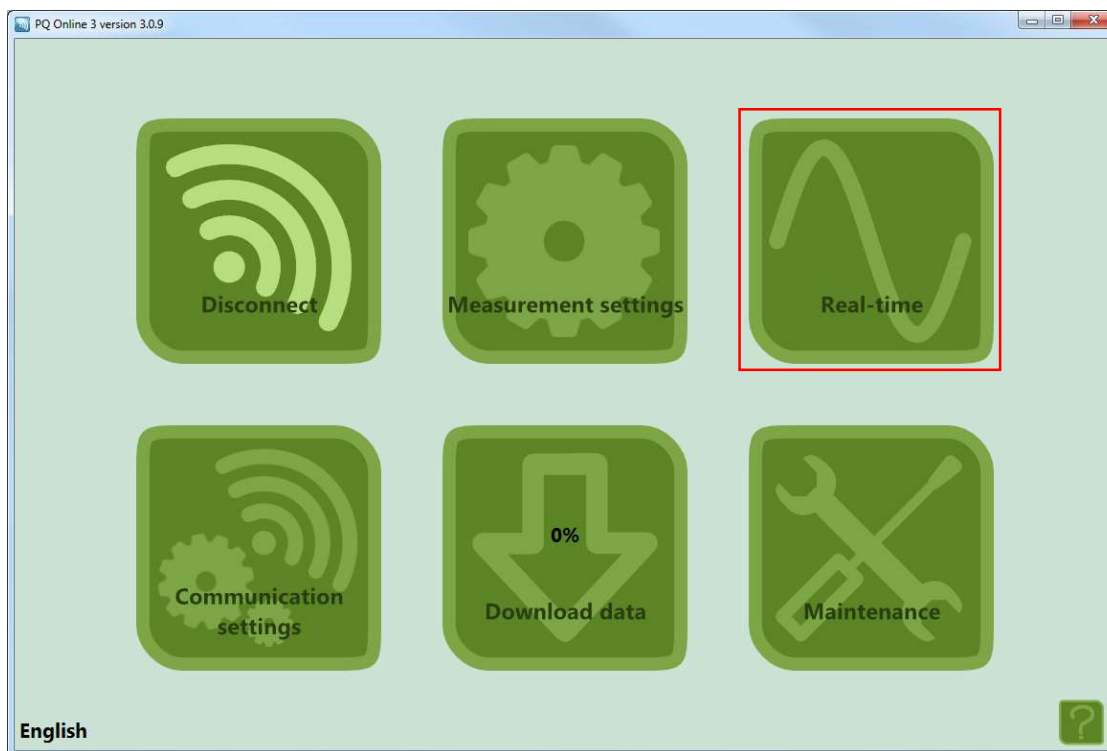 PQ Online 3 version 3.0.9
Disconnect
Measurement settings
Real-time
Communication
settings
0%
Download data
Maintenance
English
?